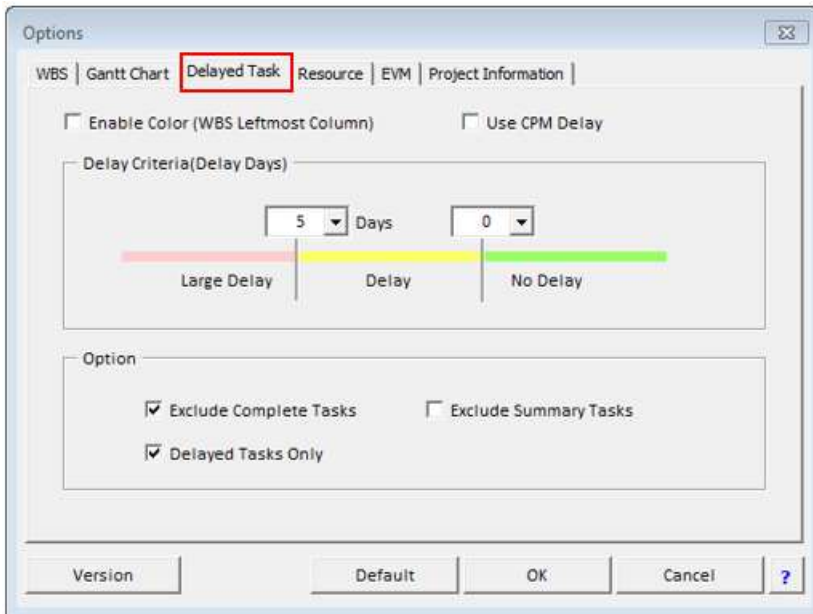 Options
WBS | Gantt Chart | Delayed Task | Resource | EVM | Project Information |
Enable Color (WBS Leftmost Column) Use CPM Delay
Delay Criteria(Delay Days)
5 Days 0
Large Delay Delay No Delay
Option
Exclude Complete Tasks Exclude Summary Tasks
Delayed Tasks Only
Version Default OK Cancel ?